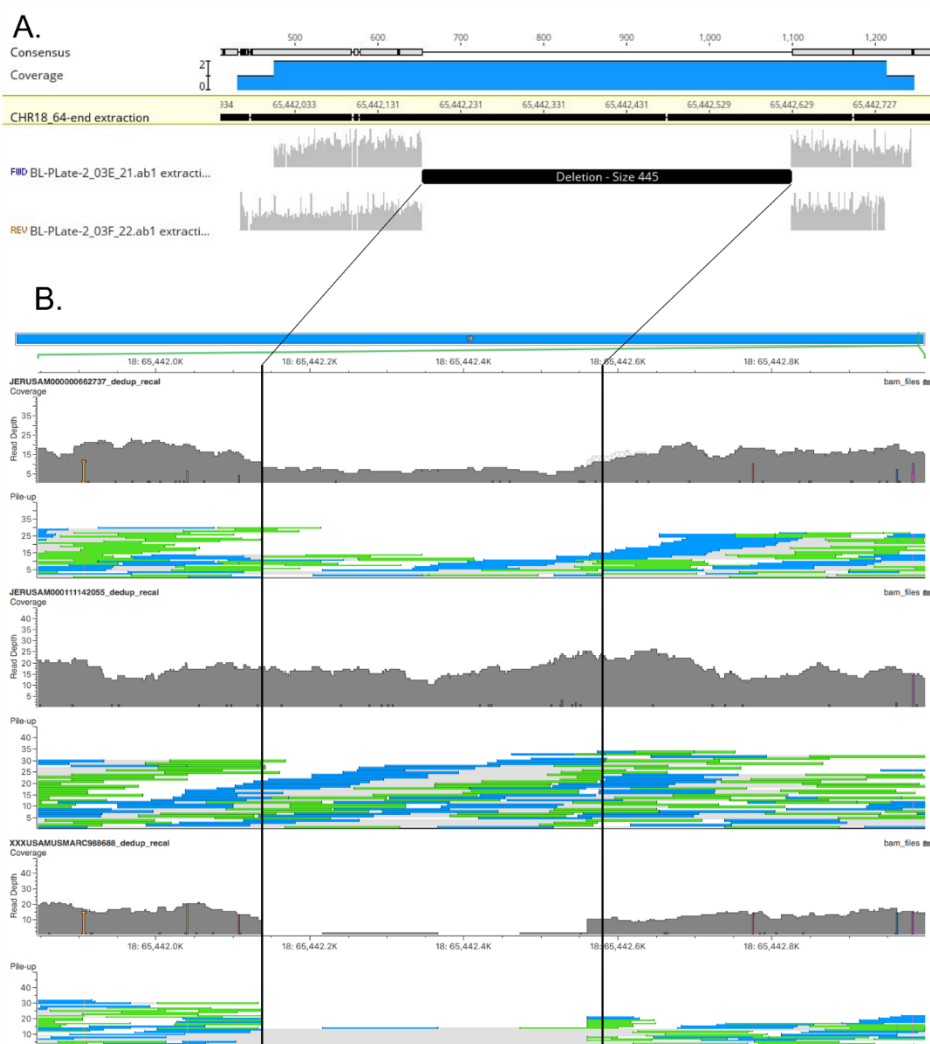 A.
500 600 700 800 900 1,000 1,100 1,200
Consensus
Coverage
2
0
334 65,442,033 65,442,131 65,442,231 65,442,331 65,442,431 65,442,529 65,442,629 65,442,727
CHR18_64-end extraction
FWD BL-PLate-2_03E_21.ab1 extracti...
Deletion - Size 445
REV BL-PLate-2_03F_22.ab1 extracti...
B.
18
18: 65,442.0K 18: 65,442.2K 18: 65,442.4K 18: 65,442.6K 18: 65,442.8K
JERUSAM000000662737_dedup_recal bam_files
Coverage
Read Depth
35
25
15
5
Pile-up
35
25
15
5
JERUSAM000111142055_dedup_recal bam_files
Coverage
Read Depth
40
35
30
25
20
15
10
5
Pile-up
40
35
30
25
20
15
10
5
XXXUSAMUSMARC988688_dedup_recal bam_files
Coverage
Read Depth
40
30
20
10
18: 65,442.0K 18: 65,442.2K 18: 65,442.4K 18: 65,442.6K 18: 65,442.8K
Pile-up
40
30
20
10